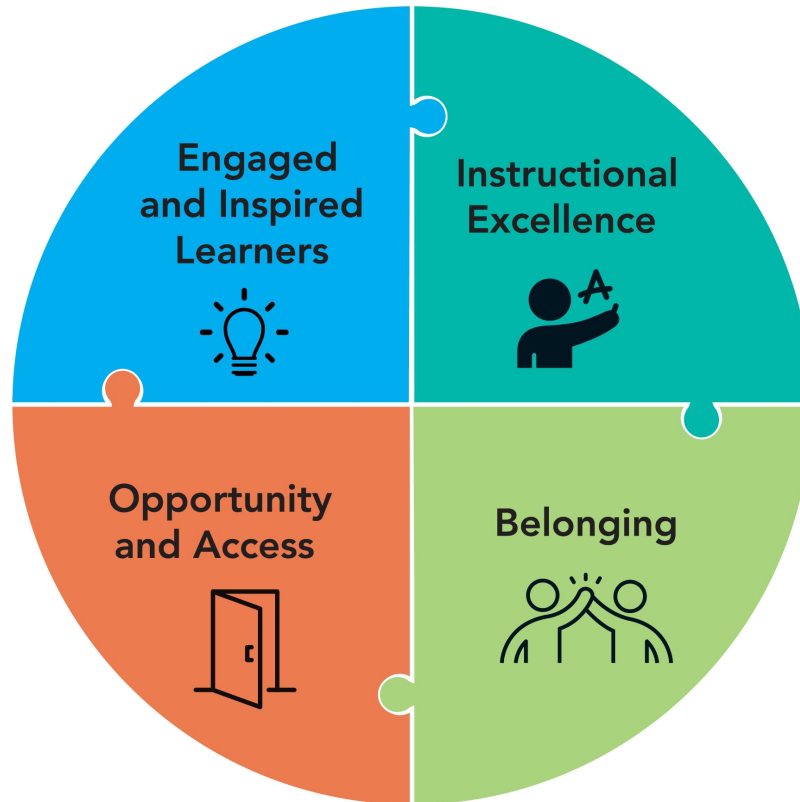 Engaged
and Inspired
Learners
Instructional
Excellence
Opportunity
and Access
Belonging